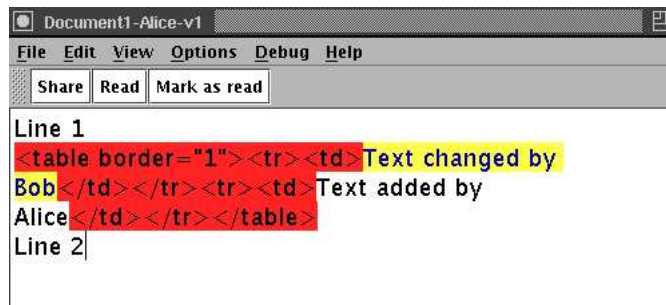 Document1-Alice-v1
File Edit View Options Debug Help
Share Read Mark as read
Line 1
<table border="1"><tr><td>Text changed by
Bob</td></tr><tr><td>Text added by
Alice</td></tr></table>
Line 2